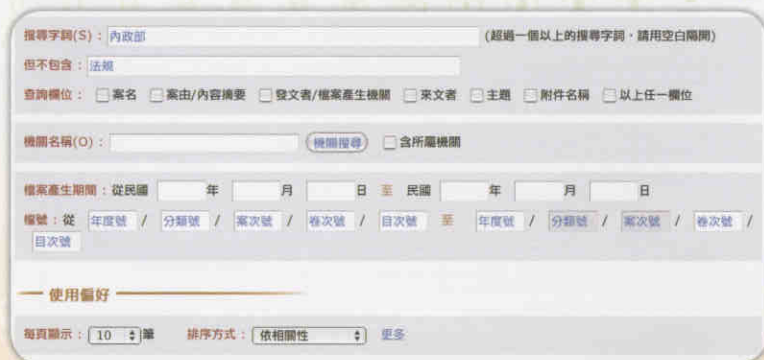 搜尋字詞(S)：內政部 (超過一個以上的搜尋字詞，請用空白隔開)
但不包含：法規
查詢欄位： 案名 案由/內容摘要 發文者/檔案產生機關 來文者 主題 附件名稱 以上任一欄位
機關名稱(O)： 機關搜尋 含所屬機關
檔案產生期間：從民國 年 月 日 至 民國 年 月 日
檔號：從 年度號 / 分類號 / 案次號 / 卷次號 / 目次號 至 年度號 / 分類號 / 案次號 / 卷次號 /
目次號
使用偏好
每頁顯示：10 筆 排序方式：依相關性 更多